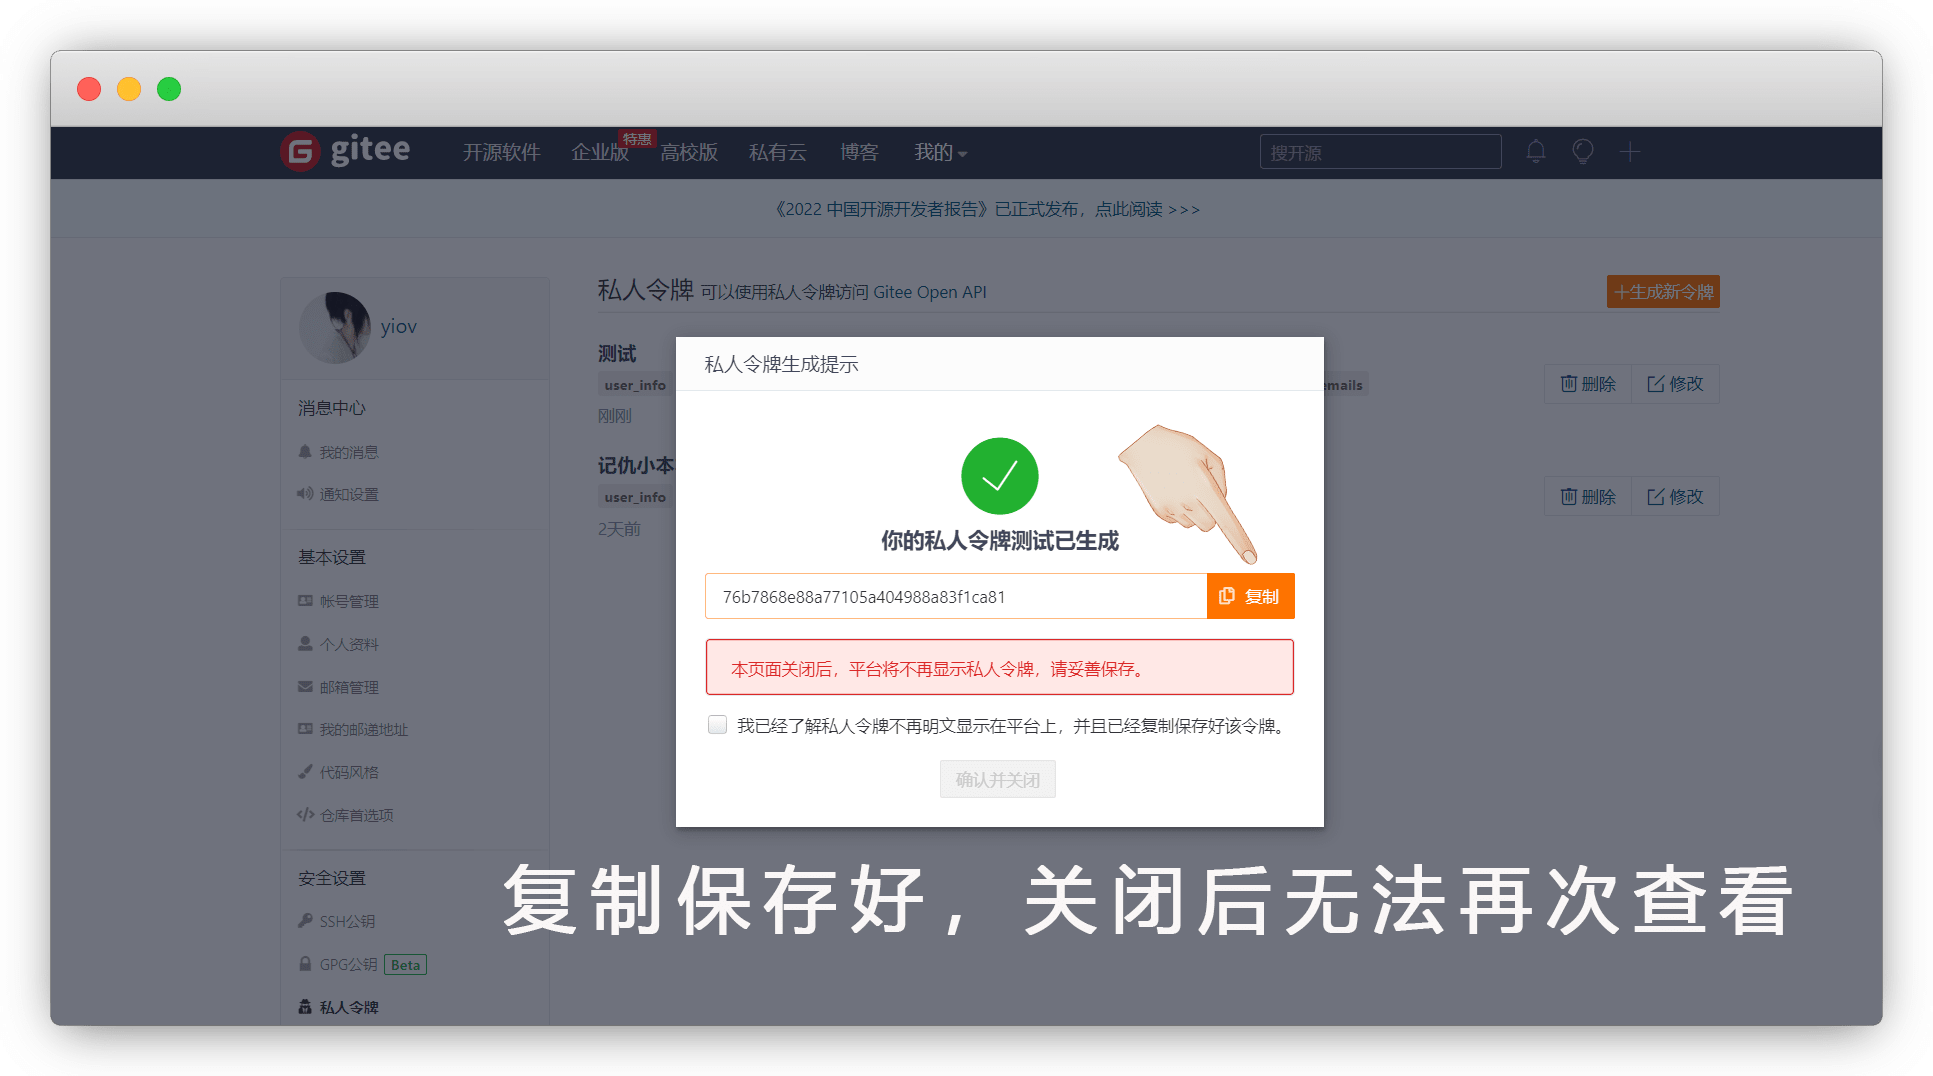 gitee
开源软件
企业版
特惠
高校版
私有云
博客
我的
搜开源
《2022 中国开源开发者报告》已正式发布，点此阅读 >>>
yiov
消息中心
我的消息
通知设置
基本设置
帐号管理
个人资料
邮箱管理
我的邮递地址
代码风格
仓库首选项
安全设置
SSH公钥
GPG公钥 Beta
私人令牌
私人令牌 可以使用私人令牌访问 Gitee Open API
生成新令牌
测试
user_info
emails
刚刚
删除
修改
记仇小本
user_info
2天前
删除
修改
私人令牌生成提示
你的私人令牌测试已生成
76b7868e88a77105a404988a83f1ca81
复制
本页面关闭后，平台将不再显示私人令牌，请妥善保存。
我已经了解私人令牌不再明文显示在平台上，并且已经复制保存好该令牌。
确认并关闭
复制保存好，关闭后无法再次查看